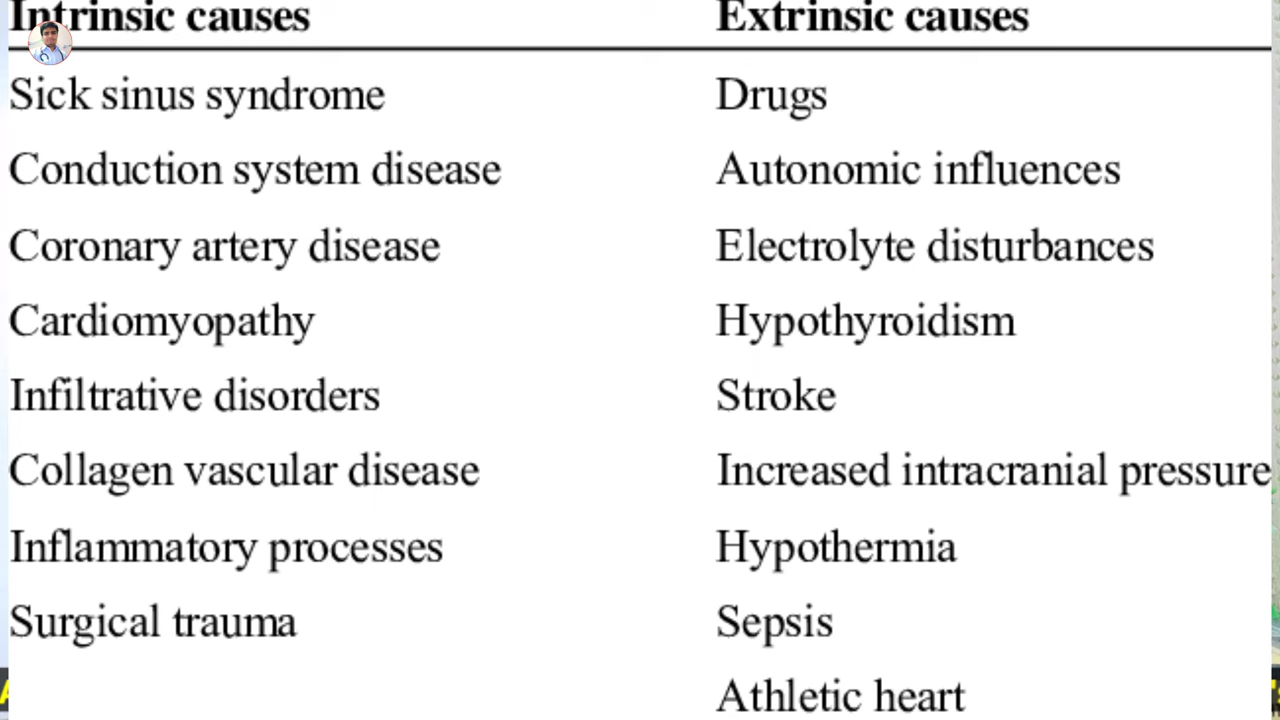 Intrinsic causes Extrinsic causes
Sick sinus syndrome Drugs
Conduction system disease Autonomic influences
Coronary artery disease Electrolyte disturbances
Cardiomyopathy Hypothyroidism
Infiltrative disorders Stroke
Collagen vascular disease Increased intracranial pressure
Inflammatory processes Hypothermia
Surgical trauma Sepsis
Athletic heart